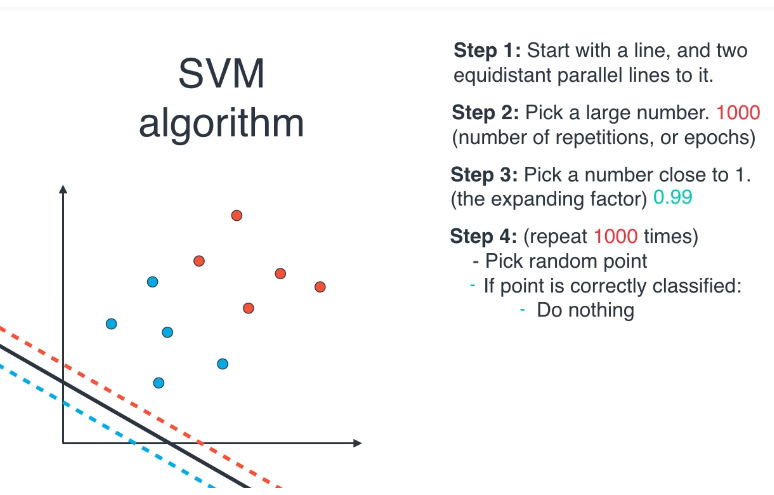 SVM
algorithm
Step 1: Start with a line, and two
equidistant parallel lines to it.
Step 2: Pick a large number. 1000
(number of repetitions, or epochs)
Step 3: Pick a number close to 1.
(the expanding factor) 0.99
Step 4: (repeat 1000 times)
- Pick random point
- If point is correctly classified:
- Do nothing